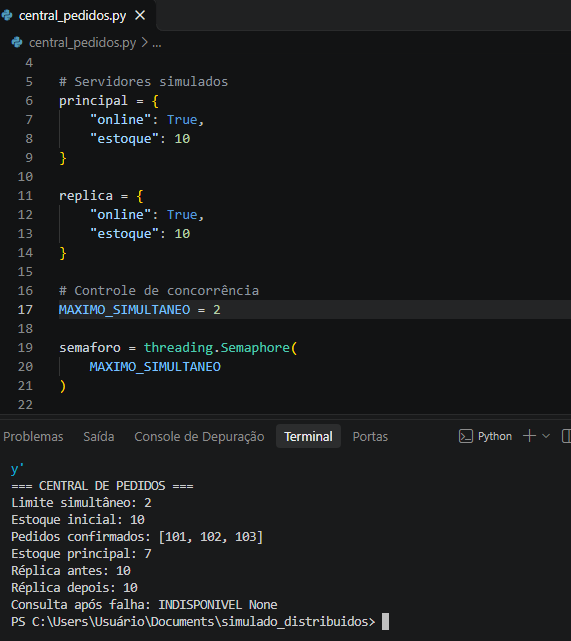 central_pedidos.py
central_pedidos.py > ...
4
5 # Servidores simulados
6 principal = {
7 "online": True,
8 "estoque": 10
9 }
10
11 replica = {
12 "online": True,
13 "estoque": 10
14 }
15
16 # Controle de concorrência
17 MAXIMO_SIMULTANEO = 2
18
19 semaforo = threading.Semaphore(
20 MAXIMO_SIMULTANEO
21 )
22
Problemas Saída Console de Depuração Terminal Portas Python
y'
=== CENTRAL DE PEDIDOS ===
Limite simultâneo: 2
Estoque inicial: 10
Pedidos confirmados: [101, 102, 103]
Estoque principal: 7
Réplica antes: 10
Réplica depois: 10
Consulta após falha: INDISPONIVEL None
PS C:\Users\Usuário\Documents\simulado_distribuidos>